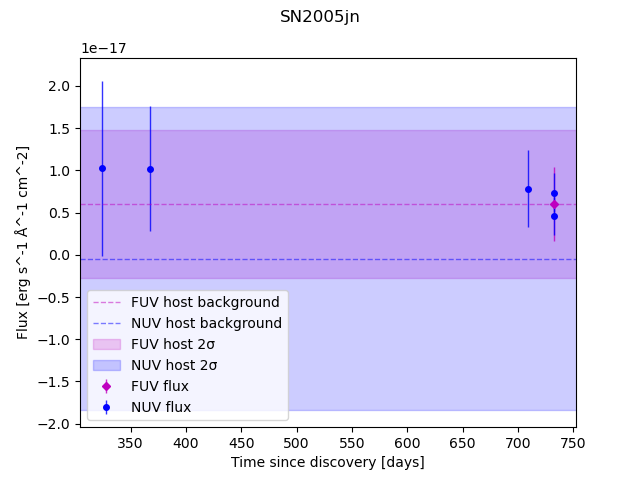 SN2005jn
1e−17
2.0
1.5
1.0
0.5
0.0
−0.5
−1.0
−1.5
−2.0
Flux [erg s^-1 Å^-1 cm^-2]
FUV host background
NUV host background
FUV host 2σ
NUV host 2σ
FUV flux
NUV flux
350 400 450 500 550 600 650 700 750
Time since discovery [days]